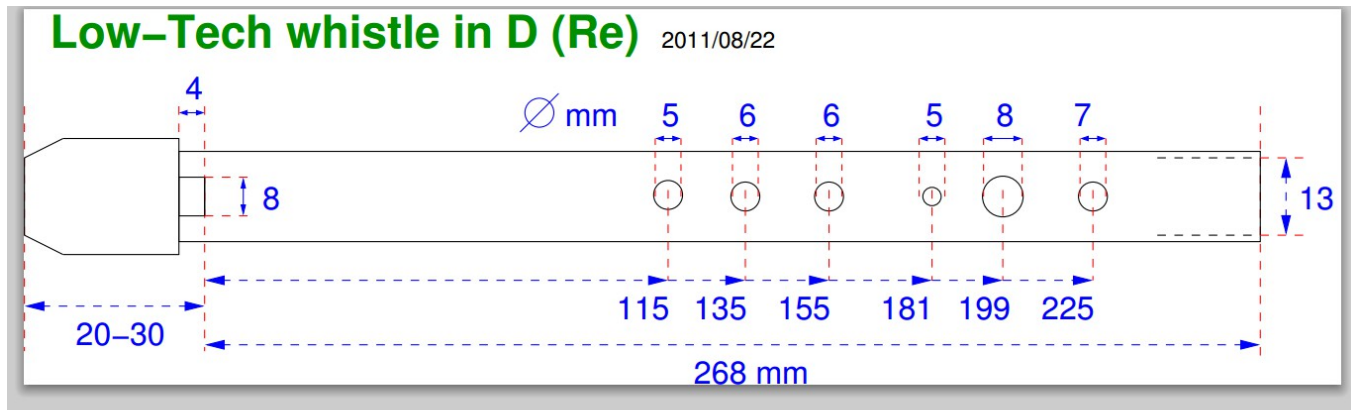 Low–Tech whistle in D (Re) 2011/08/22
4
∅ mm 5 6 6 5 8 7
8
13
115 135 155 181 199 225
20–30
268 mm